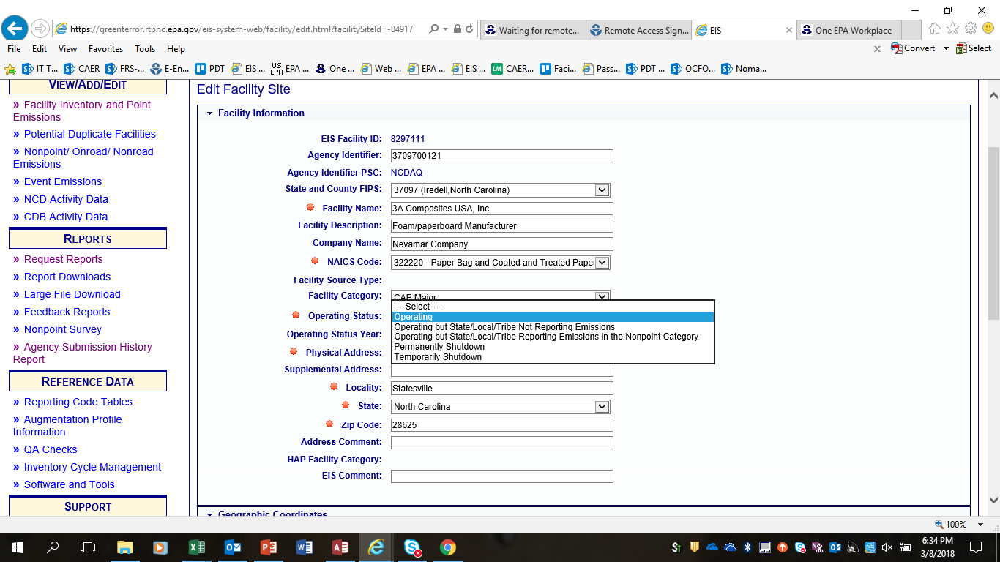 https://greenterror.rtpnc.epa.gov/eis-system-web/facility/edit.html?facilitySiteId=-84917
Waiting for remote...
Remote Access Sign...
EIS
One EPA Workplace
File Edit View Favorites Tools Help
Convert
Select
IT T...
CAER
FRS-...
E-En...
PDT
EIS ...
US EPA
EPA ...
One ...
Web ...
EPA ...
EIS ...
LM
CAER...
Faci...
Pass...
PDT ...
OCFO...
Noma...
VIEW/ADD/EDIT
» Facility Inventory and Point
Emissions
» Potential Duplicate Facilities
» Nonpoint/ Onroad/ Nonroad
Emissions
» Event Emissions
» NCD Activity Data
» CDB Activity Data
REPORTS
» Request Reports
» Report Downloads
» Large File Download
» Feedback Reports
» Nonpoint Survey
» Agency Submission History
Report
REFERENCE DATA
» Reporting Code Tables
» Augmentation Profile
Information
» QA Checks
» Inventory Cycle Management
» Software and Tools
SUPPORT
Edit Facility Site
Facility Information
EIS Facility ID: 8297111
Agency Identifier: 3709700121
Agency Identifier PSC: NCDAQ
State and County FIPS: 37097 (Iredell,North Carolina)
Facility Name: 3A Composites USA, Inc.
Facility Description: Foam/paperboard Manufacturer
Company Name: Nevamar Company
NAICS Code: 322220 - Paper Bag and Coated and Treated Pape
Facility Source Type:
Facility Category: CAP Major
--- Select ---
Operating Status: Operating
Operating but State/Local/Tribe Not Reporting Emissions
Operating Status Year: Operating but State/Local/Tribe Reporting Emissions in the Nonpoint Category
Permanently Shutdown
Physical Address: Temporarily Shutdown
Supplemental Address:
Locality: Statesville
State: North Carolina
Zip Code: 28625
Address Comment:
HAP Facility Category:
EIS Comment:
Geographic Coordinates
100%
6:34 PM
3/8/2018